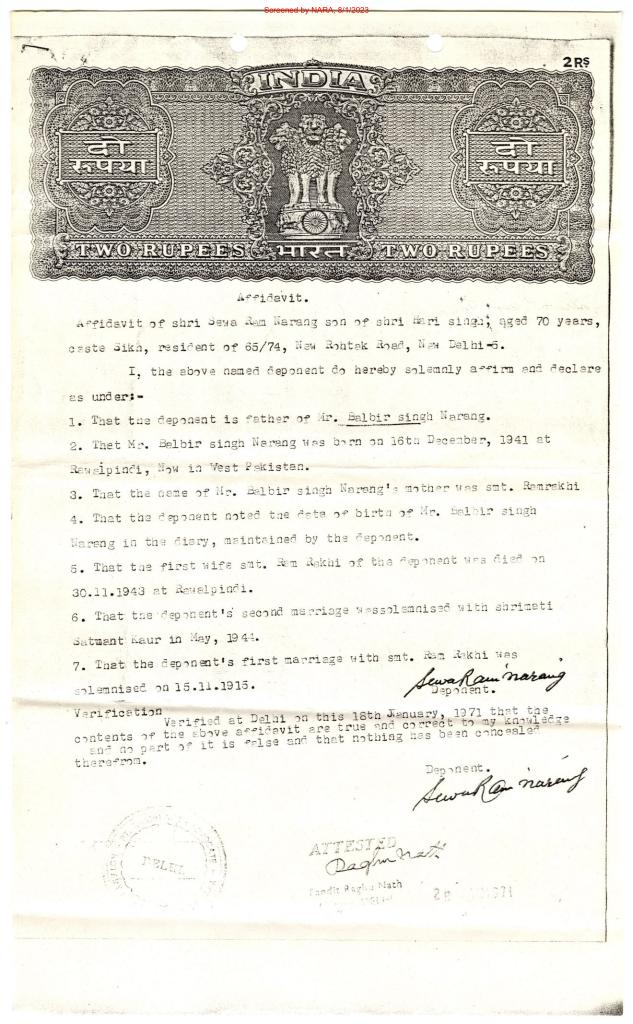 Screened by NARA, 8/1/2023
2RS
INDIA
दो
रूपया
दो
रूपया
TWO RUPEES भारत TWO RUPEES
Affidavit.
Affidavit of shri Sewa Ram Narang son of shri Hari singh, aged 70 years,
caste Sikh, resident of 65/74, New Rohtak Road, New Delhi-5.
I, the above named deponent do hereby solemnly affirm and declare
as under:-
1. That the deponent is father of Mr. Balbir singh Narang.
2. That Mr. Balbir singh Narang was born on 16th December, 1941 at
Rawalpindi, Now in West Pakistan.
3. That the name of Mr. Balbir singh Narang's mother was smt. Ramrakhi
4. That the deponent noted the date of birth of Mr. Balbir singh
Narang in the diary, maintained by the deponent.
5. That the first wife smt. Ram Rakhi of the deponent was died on
30.11.1943 at Rawalpindi.
6. That the deponent's second marriage wassolemnised with shrimati
Satwant Kaur in May, 1944.
7. That the deponent's first marriage with smt. Ram Rakhi was
solemnised on 15.11.1915.
Sewa Ram Narang
Deponent.
Verification
Verified at Delhi on this 18th January, 1971 that the
contents of the above affidavit are true and correct to my knowledge
and no part of it is false and that nothing has been concealed
therefrom.
Deponent.
Sewa Ram Narang
DELHI
ATTESTED
Raghu Nath
Pandit Raghu Nath
1971